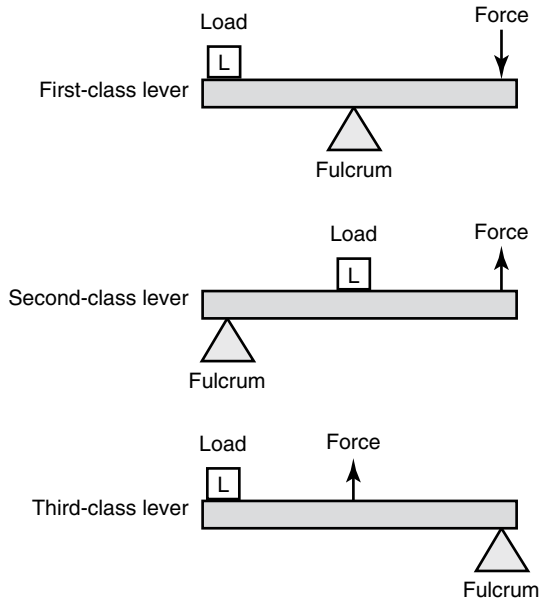 Load
Force
L
First-class lever
Fulcrum
Load
Force
L
Second-class lever
Fulcrum
Load
Force
L
Third-class lever
Fulcrum